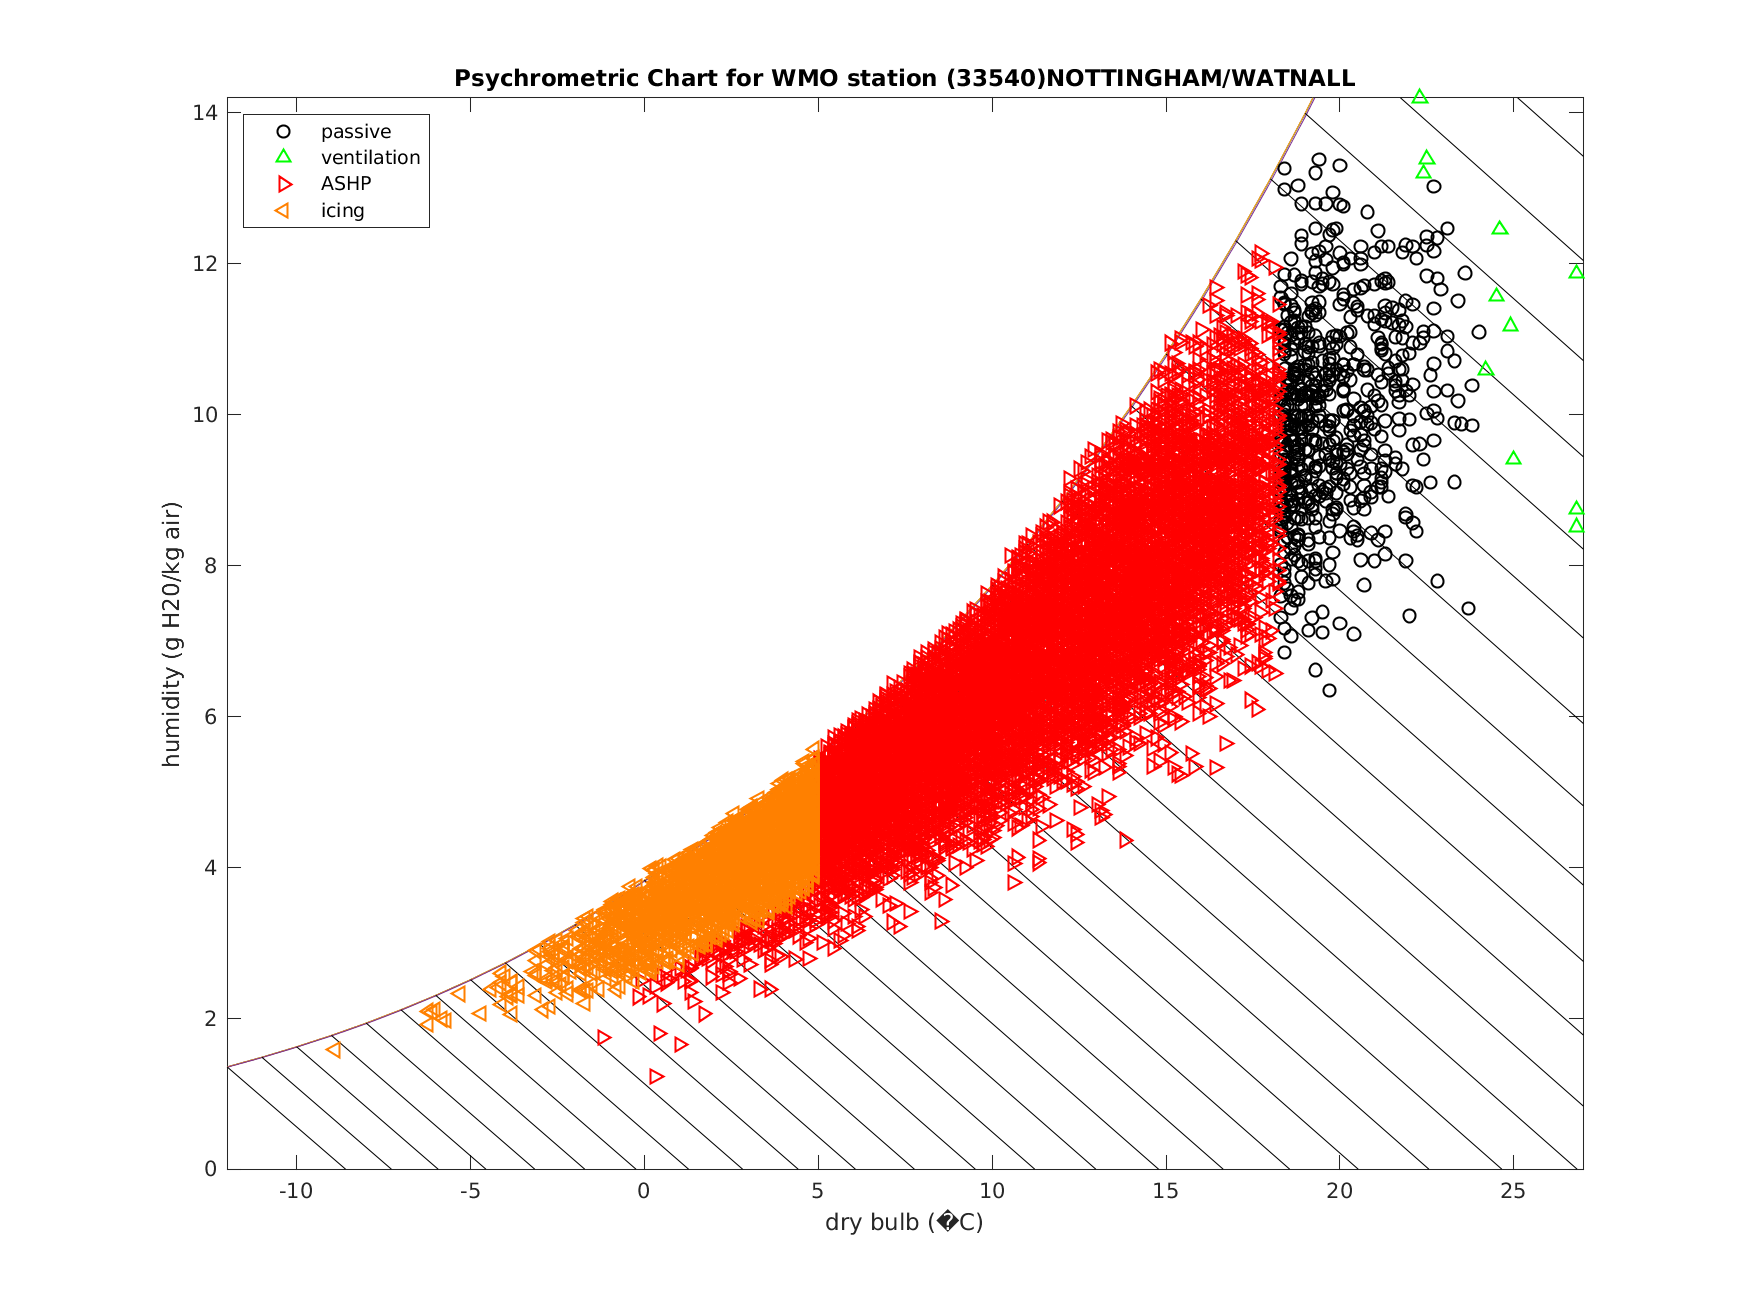 Psychrometric Chart for WMO station (33540)NOTTINGHAM/WATNALL
passive
ventilation
ASHP
icing
14
12
10
8
6
4
2
0
humidity (g H20/kg air)
-10 -5 0 5 10 15 20 25
dry bulb (�C)